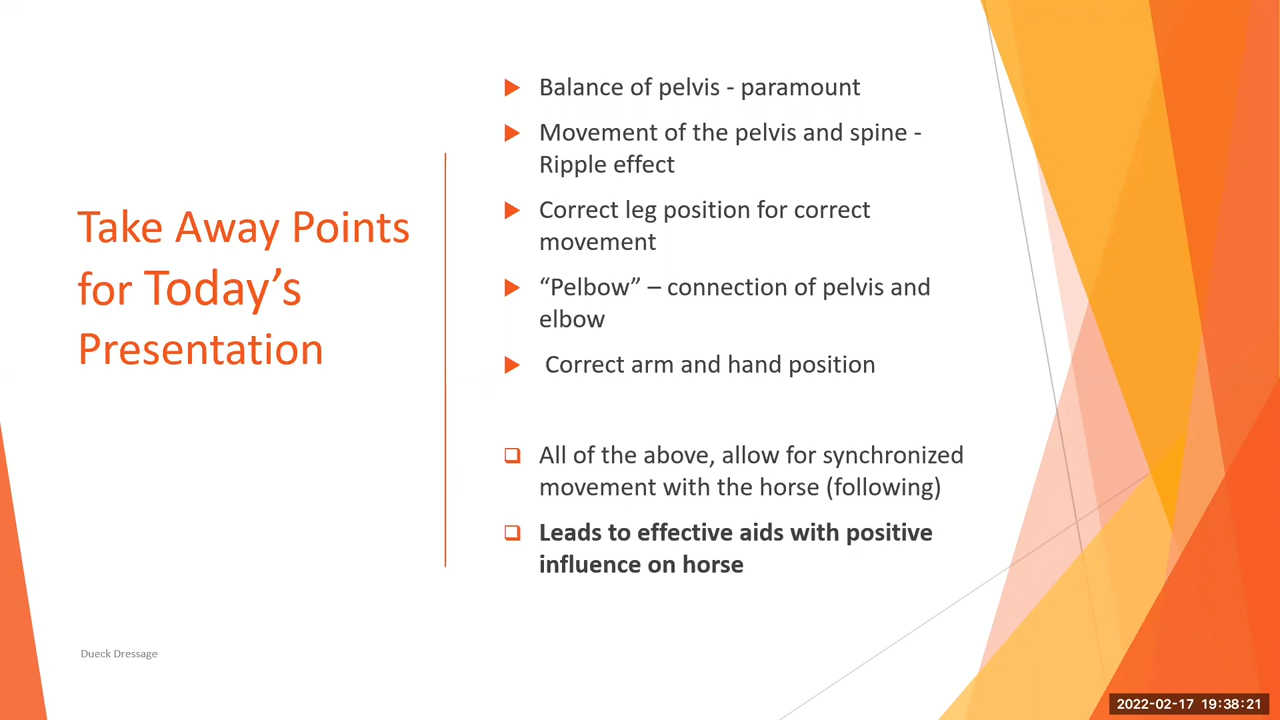 Take Away Points
for Today's
Presentation
Balance of pelvis - paramount
Movement of the pelvis and spine -
Ripple effect
Correct leg position for correct
movement
“Pelbow” – connection of pelvis and
elbow
Correct arm and hand position
All of the above, allow for synchronized
movement with the horse (following)
Leads to effective aids with positive
influence on horse
Dueck Dressage
2022-02-17 19:38:21